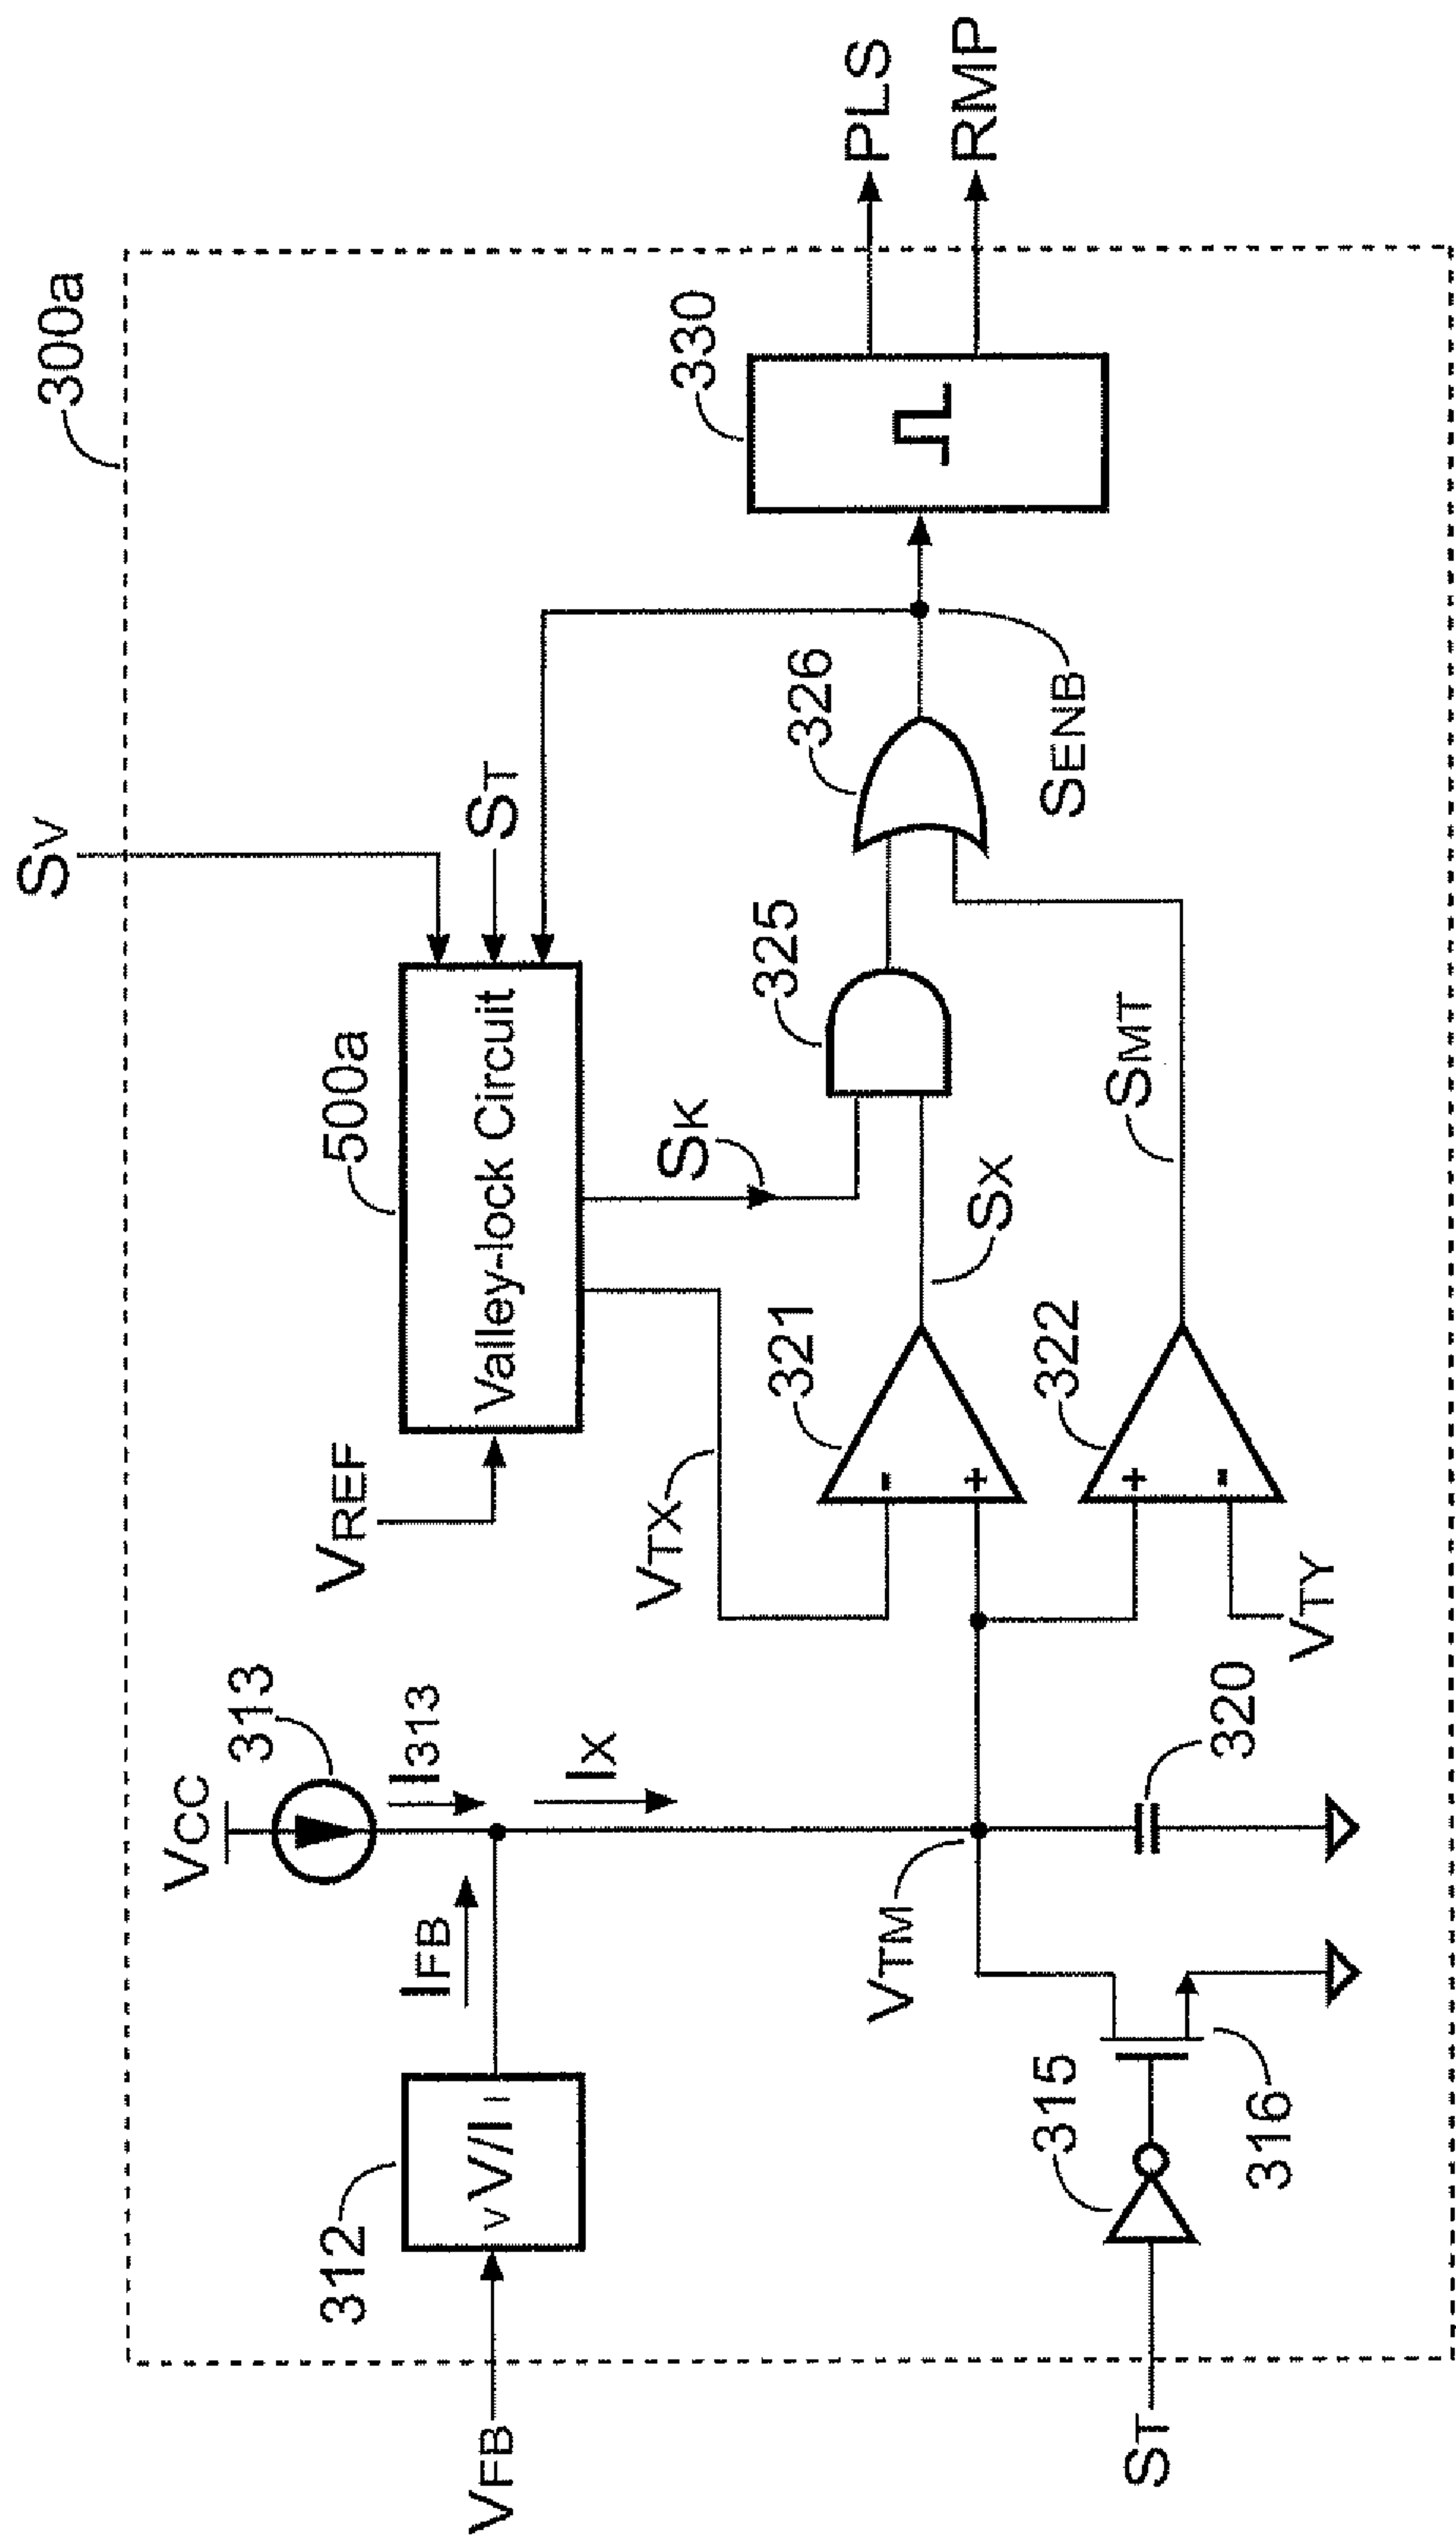 300a
SV
VCC
313
I313
IX
VREF
500a
Valley-lock Circuit
ST
312
VFB
V V/I I
IFB
VTX
SK
330
PLS
RMP
321
-
+
SX
325
326
SENB
VTM
322
+
-
SMT
VTY
320
315
316
ST